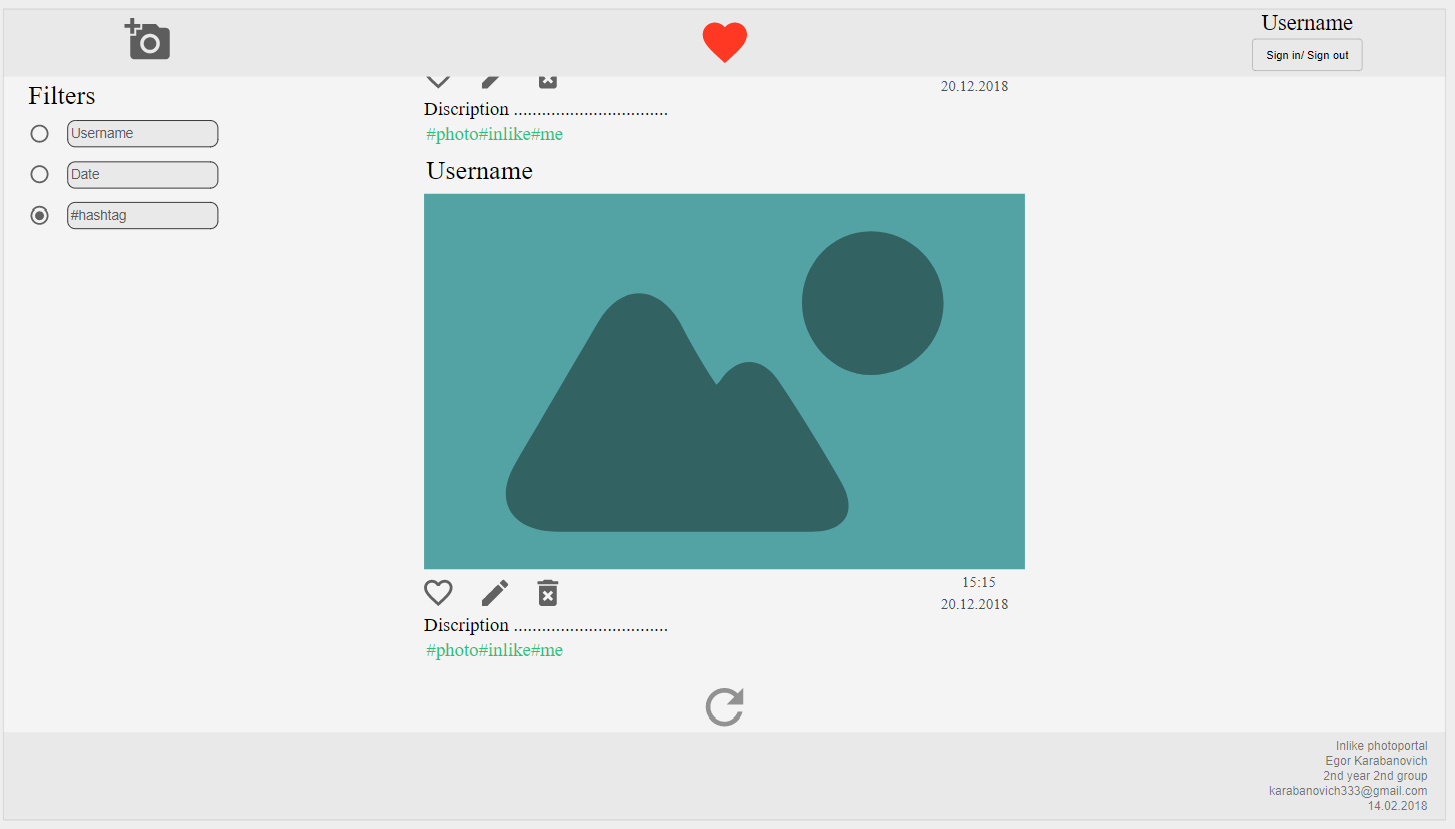 Username
Sign in/ Sign out
Filters
Username
Date
#hashtag
20.12.2018
Discription .................................
#photo#inlike#me
Username
15:15
20.12.2018
Discription .................................
#photo#inlike#me
Inlike photoportal
Egor Karabanovich
2nd year 2nd group
karabanovich333@gmail.com
14.02.2018